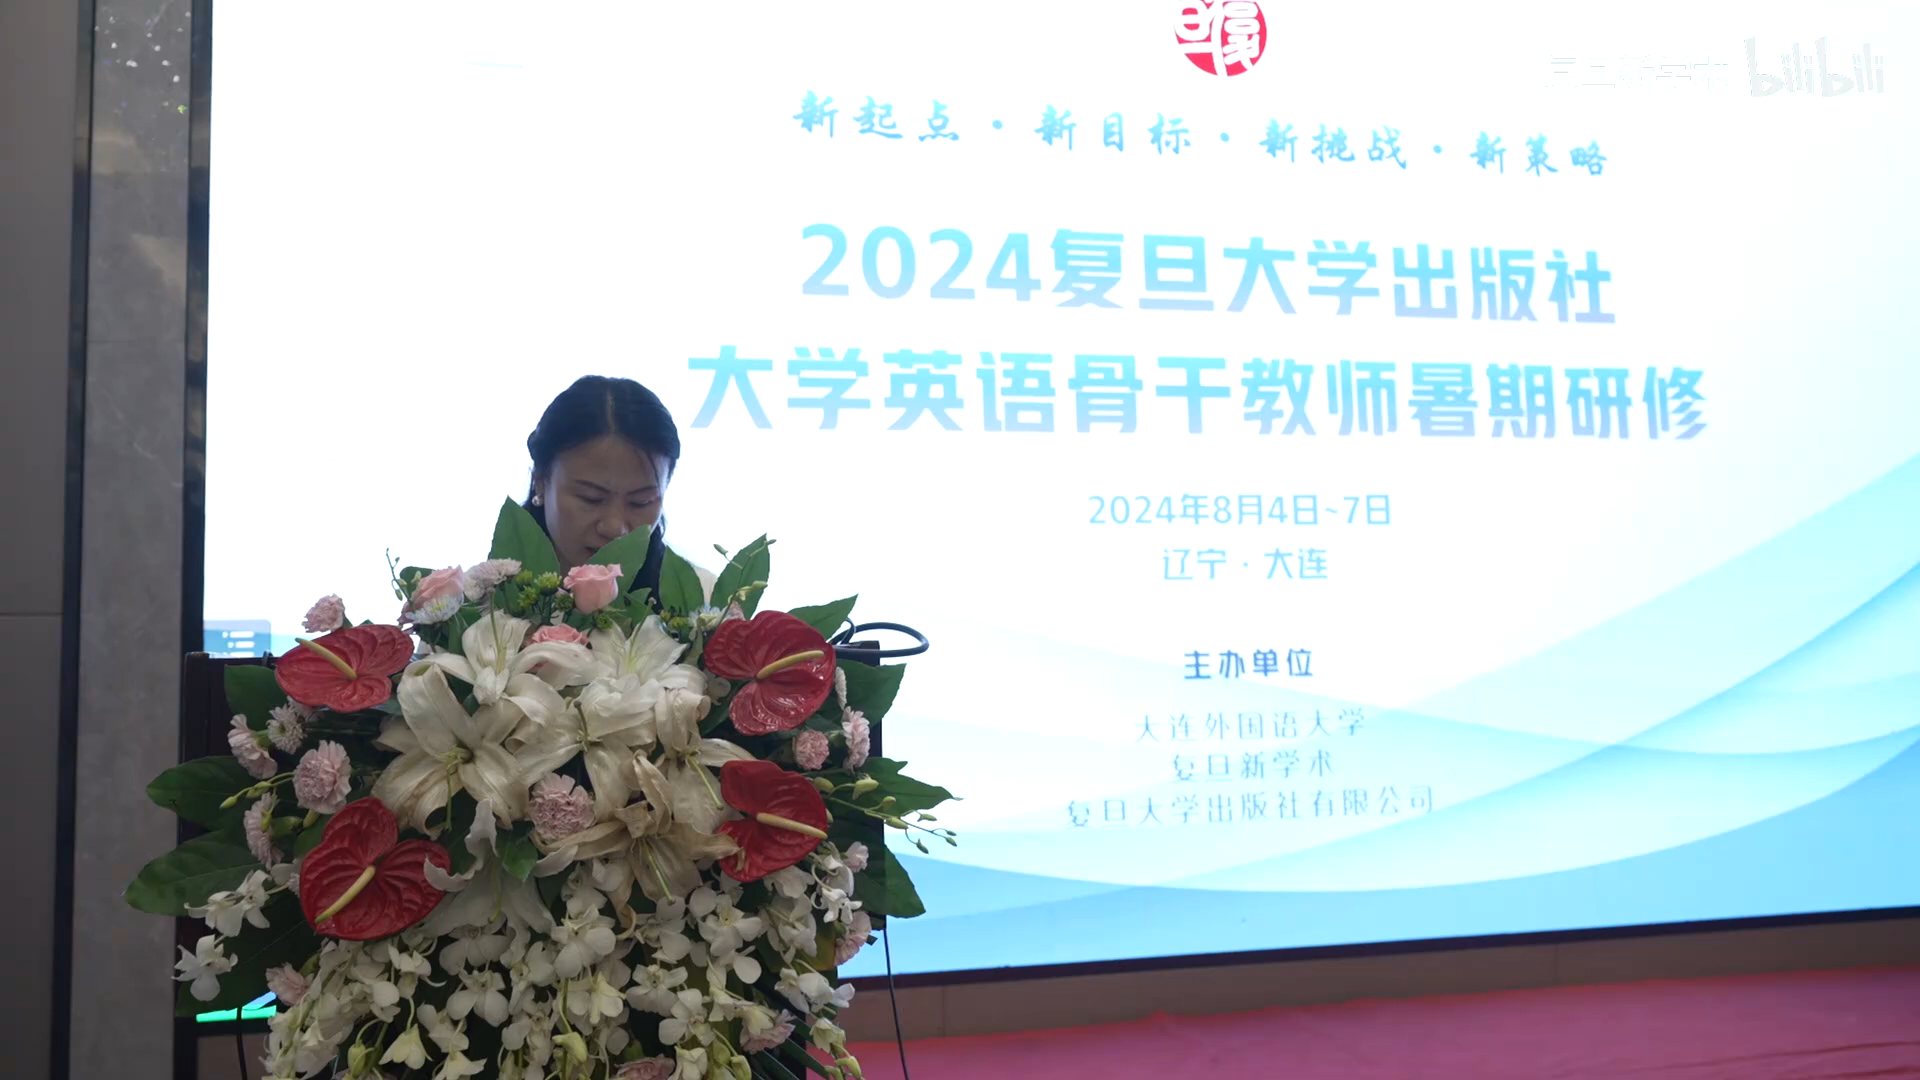 bilibili
新起点·新目标·新挑战·新策略
2024复旦大学出版社
大学英语骨干教师暑期研修
2024年8月4日~7日
辽宁·大连
主办单位
大连外国语大学
复旦新学术
复旦大学出版社有限公司